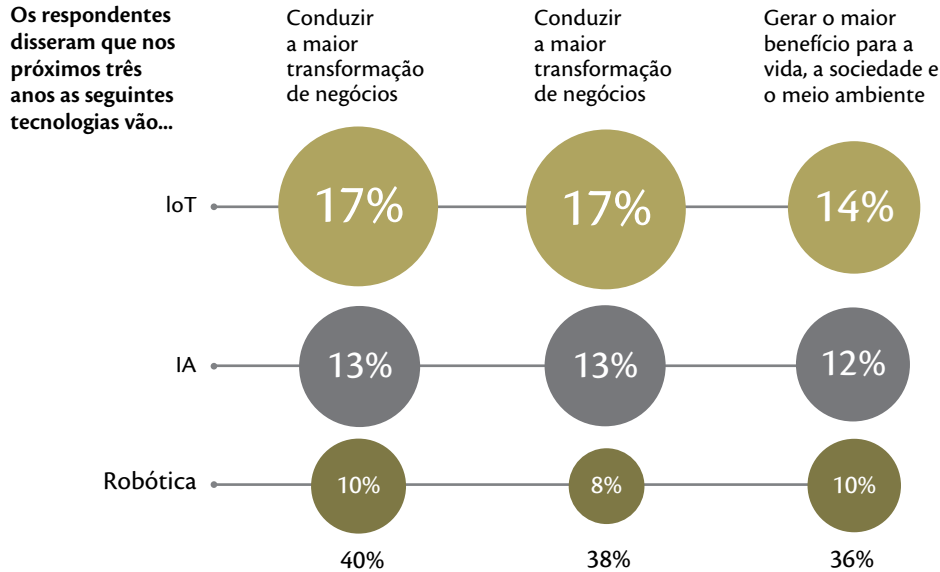 Os respondentes
disseram que nos
próximos três
anos as seguintes
tecnologias vão...
Conduzir
a maior
transformação
de negócios
Conduzir
a maior
transformação
de negócios
Gerar o maior
benefício para a
vida, a sociedade e
o meio ambiente
IoT
17%
17%
14%
IA
13%
13%
12%
Robótica
10%
8%
10%
40%
38%
36%